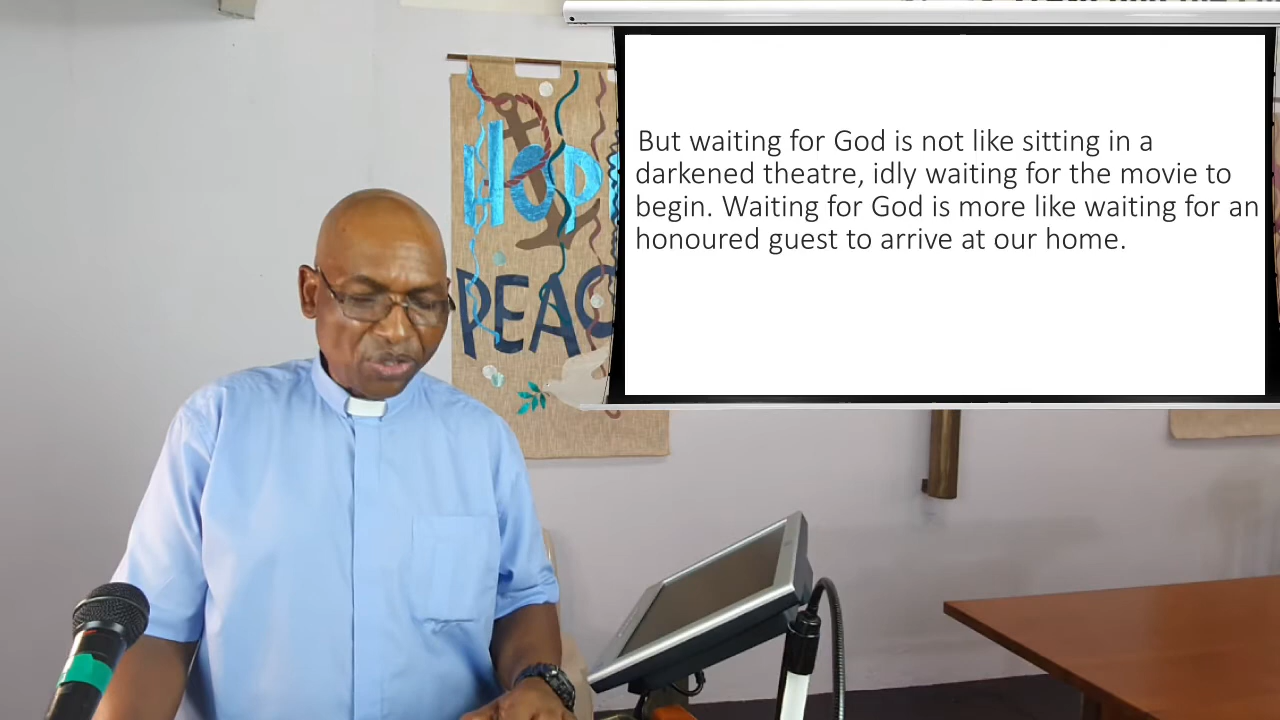 HOP
PEAC
But waiting for God is not like sitting in a
darkened theatre, idly waiting for the movie to
begin. Waiting for God is more like waiting for an
honoured guest to arrive at our home.